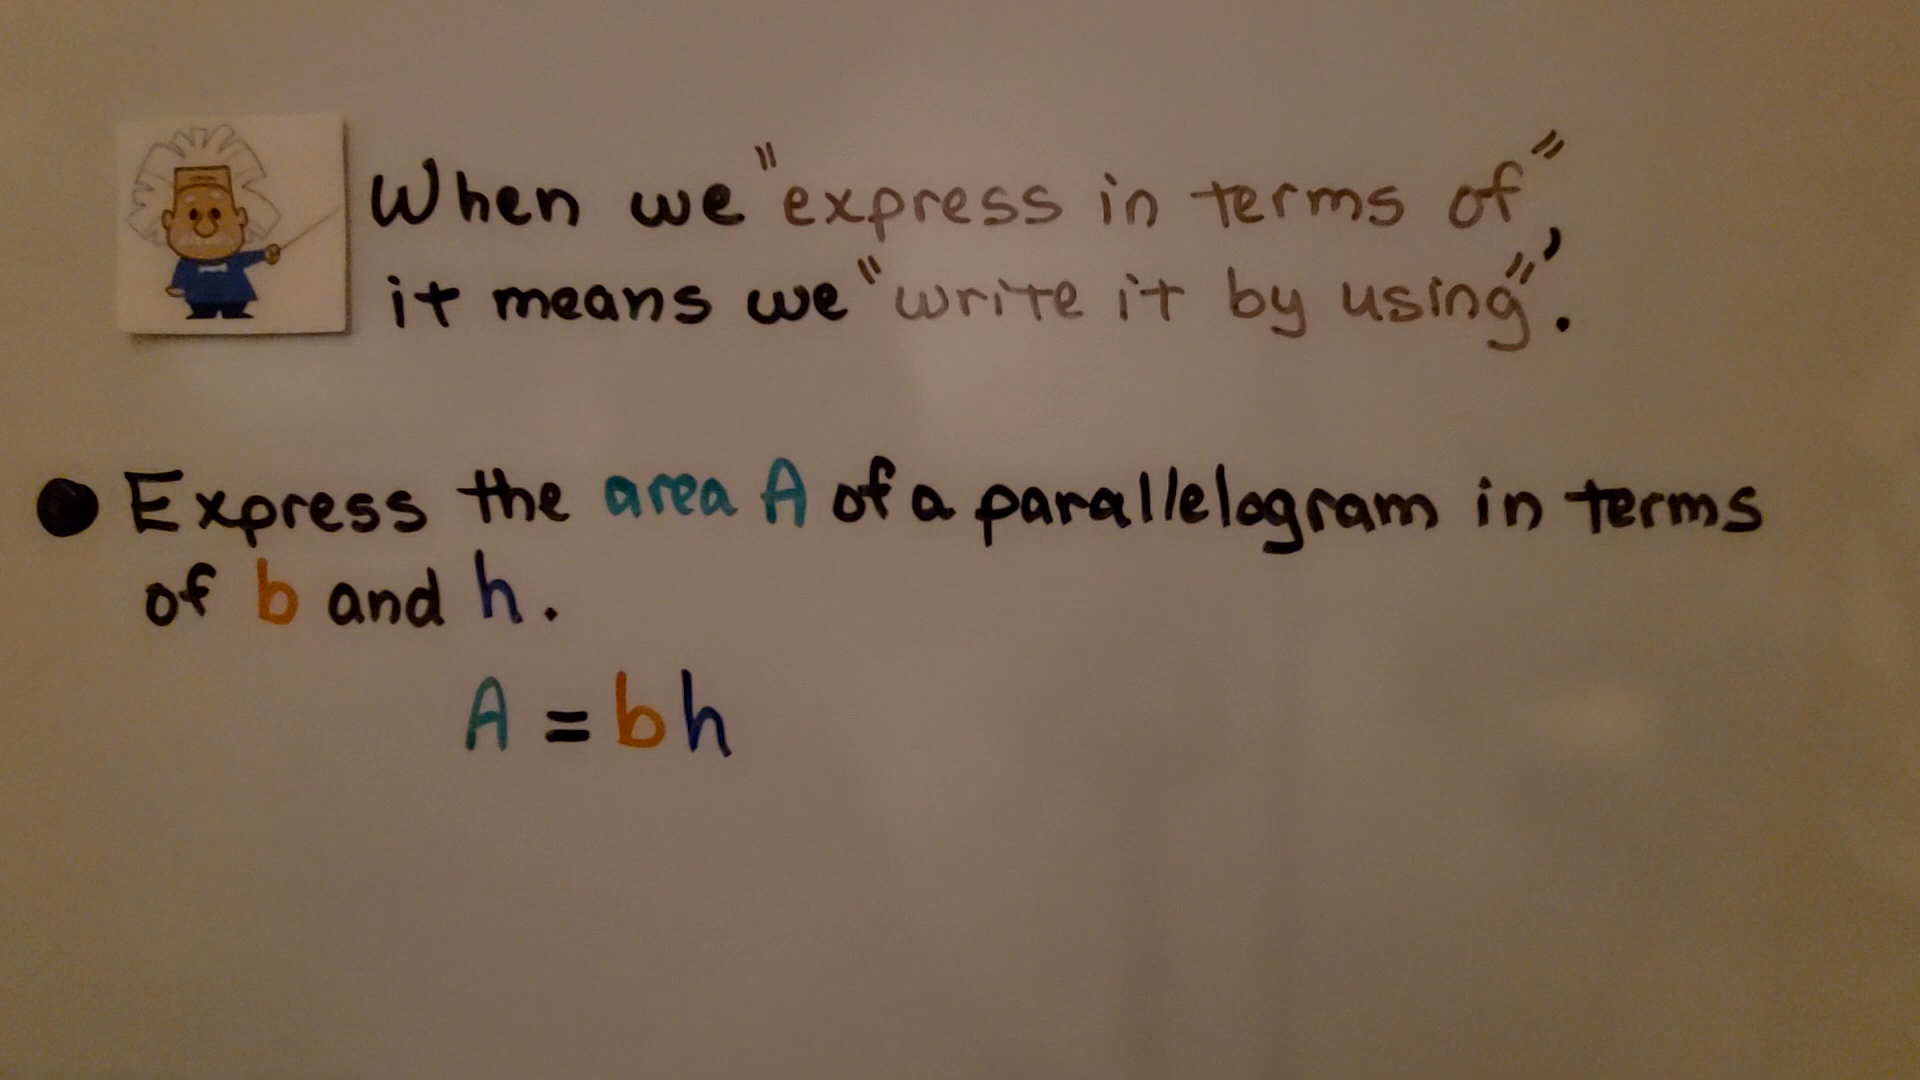 When we "express in terms of",
it means we "write it by using".
● Express the area A of a parallelogram in terms
of b and h.
A = bh